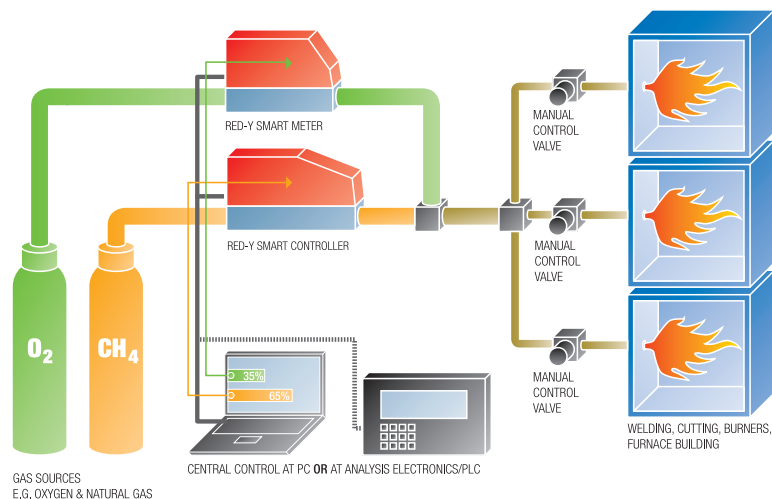 RED-Y SMART METER
MANUAL
CONTROL
VALVE
RED-Y SMART CONTROLLER
MANUAL
CONTROL
VALVE
O2
CH4
35%
65%
MANUAL
CONTROL
VALVE
WELDING, CUTTING, BURNERS,
FURNACE BUILDING
CENTRAL CONTROL AT PC OR AT ANALYSIS ELECTRONICS/PLC
GAS SOURCES
E.G. OXYGEN & NATURAL GAS